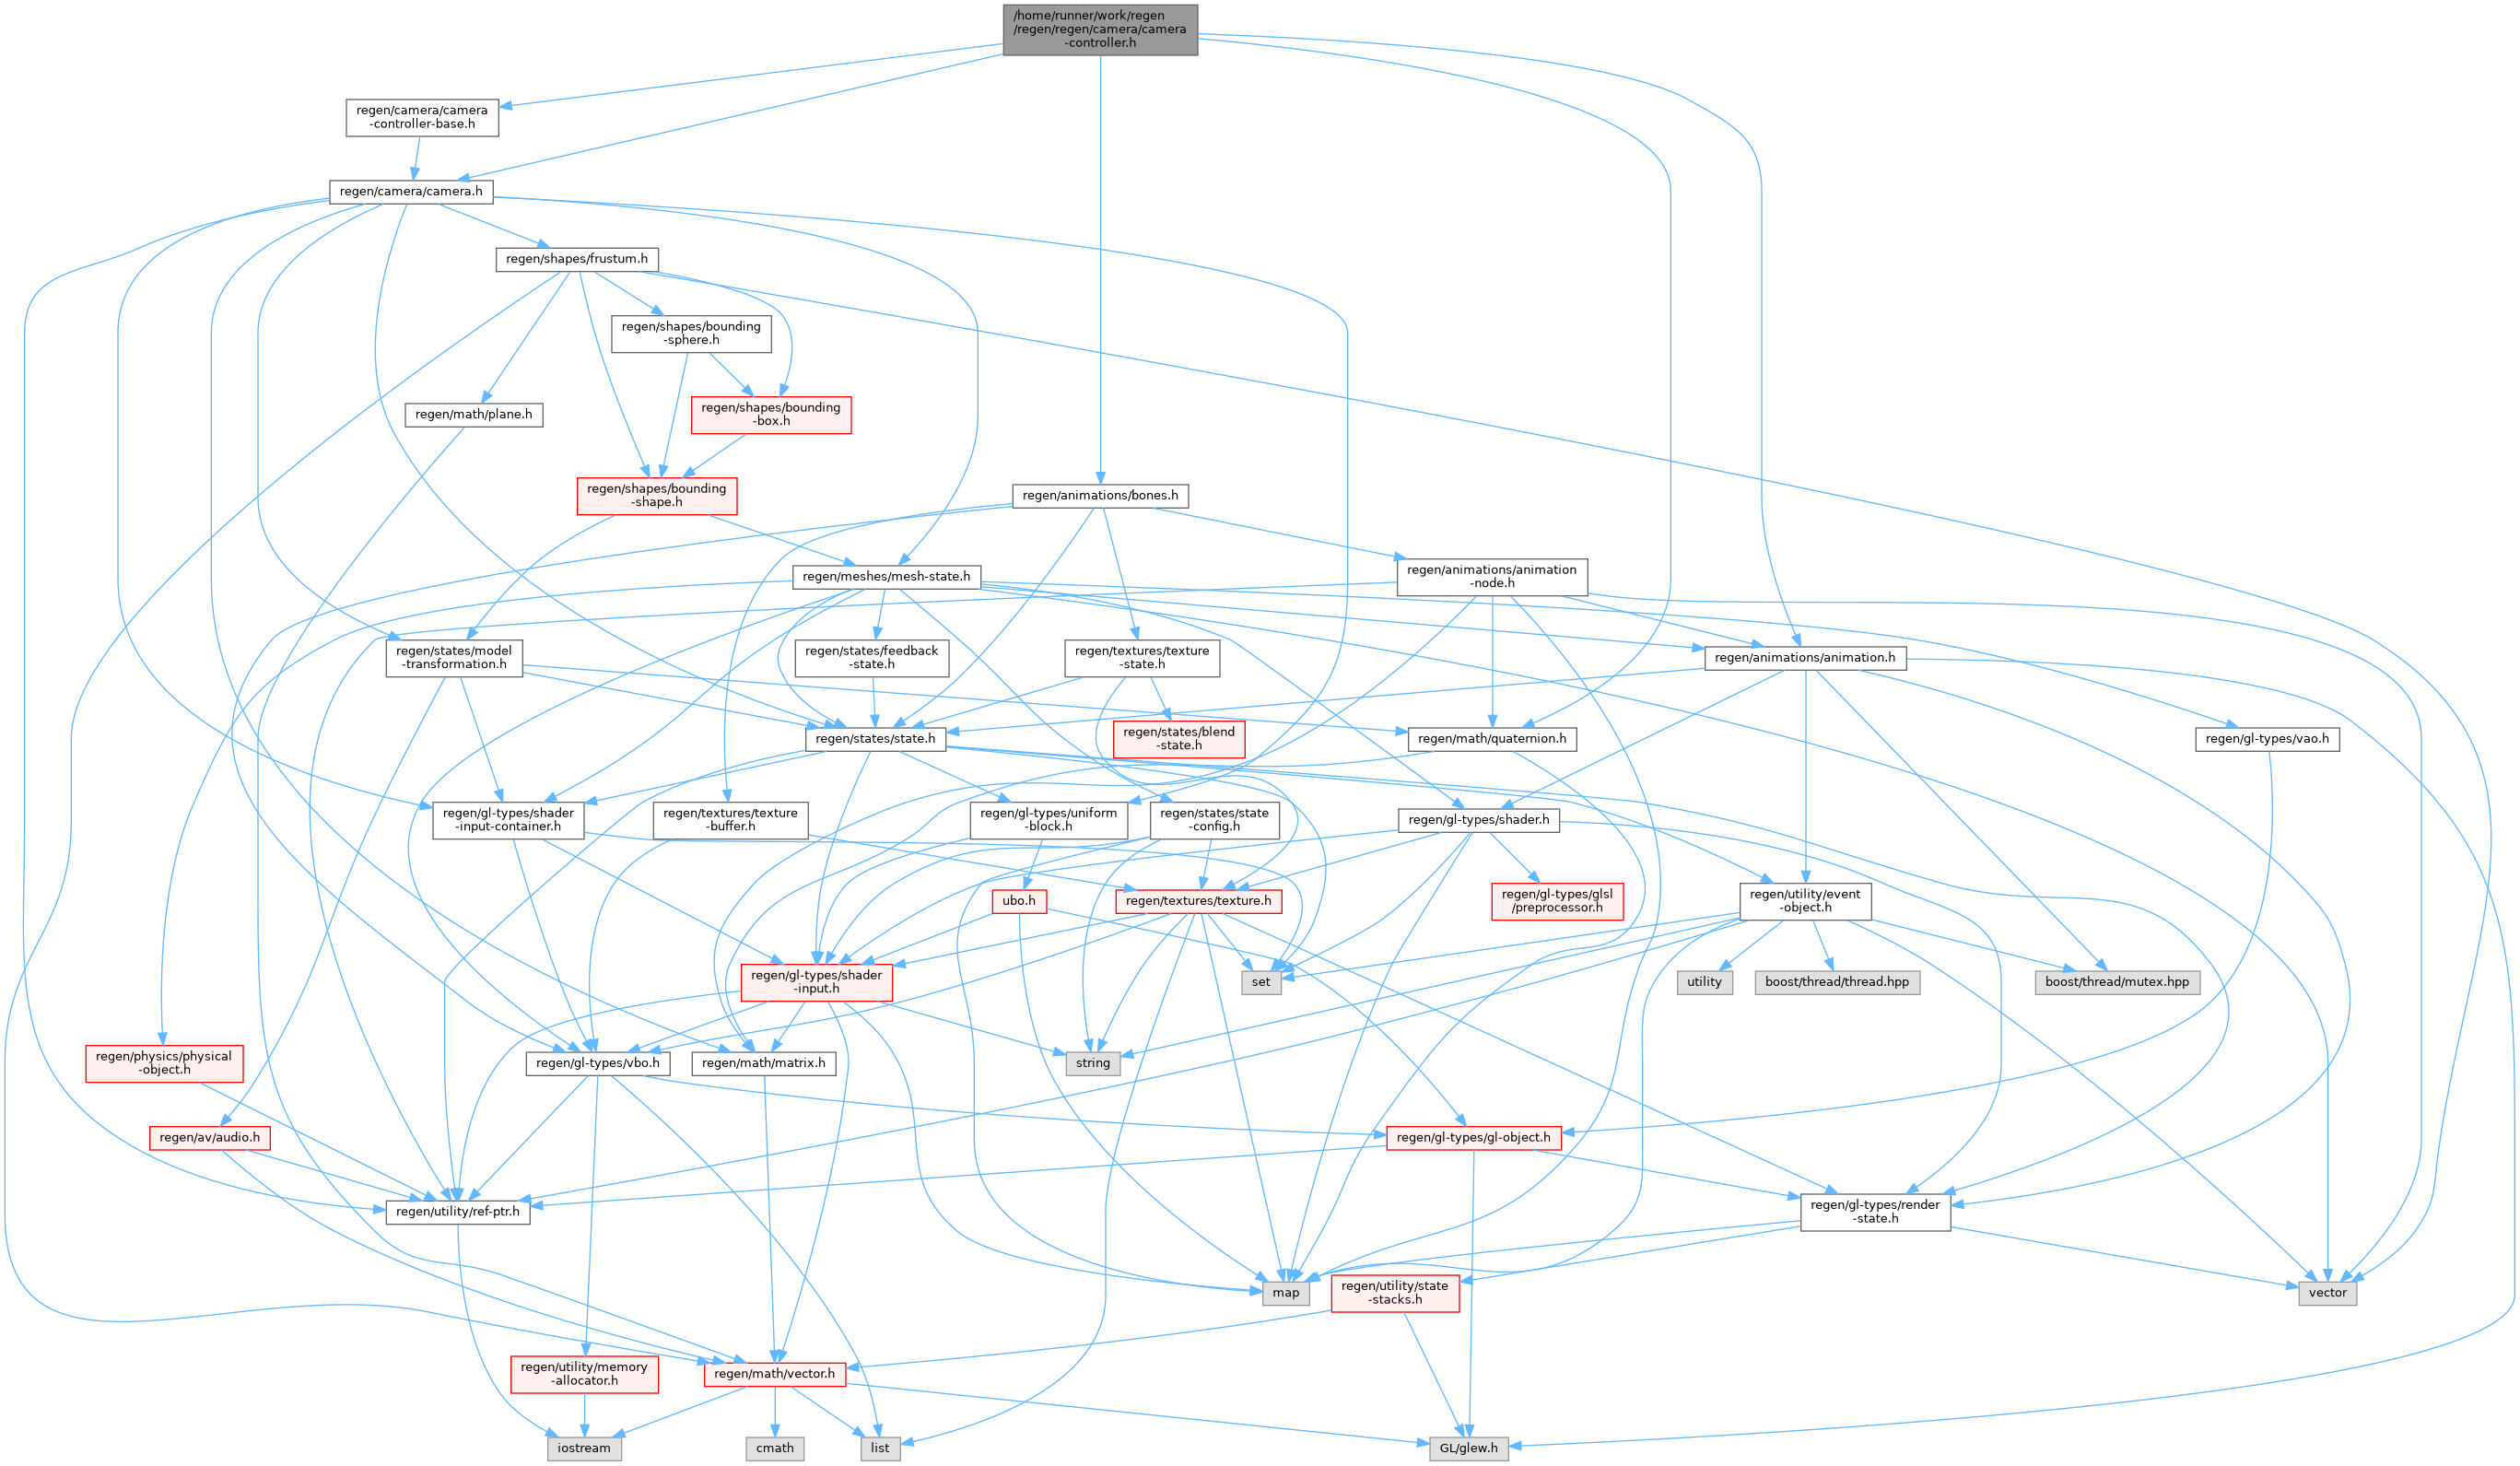 /home/runner/work/regen
/regen/regen/camera/camera
-controller.h
regen/camera/camera
-controller-base.h
regen/camera/camera.h
regen/shapes/frustum.h
regen/shapes/bounding
-sphere.h
regen/math/plane.h
regen/shapes/bounding
-box.h
regen/shapes/bounding
-shape.h
regen/animations/bones.h
regen/meshes/mesh-state.h
regen/animations/animation
-node.h
regen/states/model
-transformation.h
regen/states/feedback
-state.h
regen/textures/texture
-state.h
regen/animations/animation.h
regen/states/state.h
regen/states/blend
-state.h
regen/math/quaternion.h
regen/gl-types/vao.h
regen/gl-types/shader
-input-container.h
regen/textures/texture
-buffer.h
regen/gl-types/uniform
-block.h
regen/states/state
-config.h
regen/gl-types/shader.h
ubo.h
regen/textures/texture.h
regen/gl-types/glsl
/preprocessor.h
regen/utility/event
-object.h
regen/gl-types/shader
-input.h
set
utility
boost/thread/thread.hpp
boost/thread/mutex.hpp
regen/physics/physical
-object.h
regen/gl-types/vbo.h
regen/math/matrix.h
string
regen/av/audio.h
regen/gl-types/gl-object.h
regen/utility/ref-ptr.h
regen/gl-types/render
-state.h
map
regen/utility/state
-stacks.h
vector
regen/utility/memory
-allocator.h
regen/math/vector.h
iostream
cmath
list
GL/glew.h